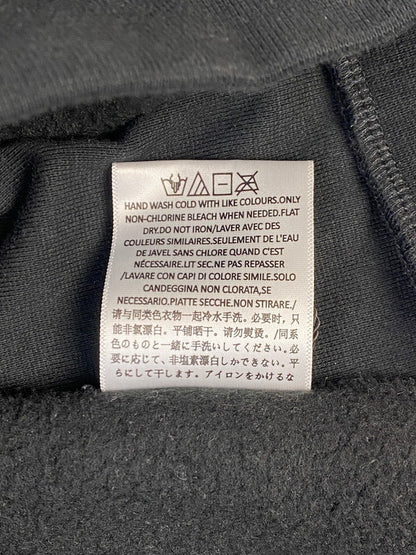 HAND WASH COLD WITH LIKE COLOURS.ONLY
NON-CHLORINE BLEACH WHEN NEEDED.FLAT
DRY.DO NOT IRON/LAVER AVEC DES
COULEURS SIMILAIRES.SEULEMENT DE L'EAU
DE JAVEL SANS CHLORE QUAND C'EST
NÉCESSAIRE.LIT SEC.NE PAS REPASSER
/LAVARE CON CAPI DI COLORE SIMILE.SOLO
CANDEGGINA NON CLORATA,SE
NECESSARIO.PIATTE SECCHE.NON STIRARE./
请与同类色衣物一起冷水手洗。必要时，只
能非氯漂白。平铺晒干。请勿熨烫。/同系
色のものと一緒に手洗いしてください。必
要に応じて、非塩素漂白しかできない。平
らにして干します。アイロンをかけるな